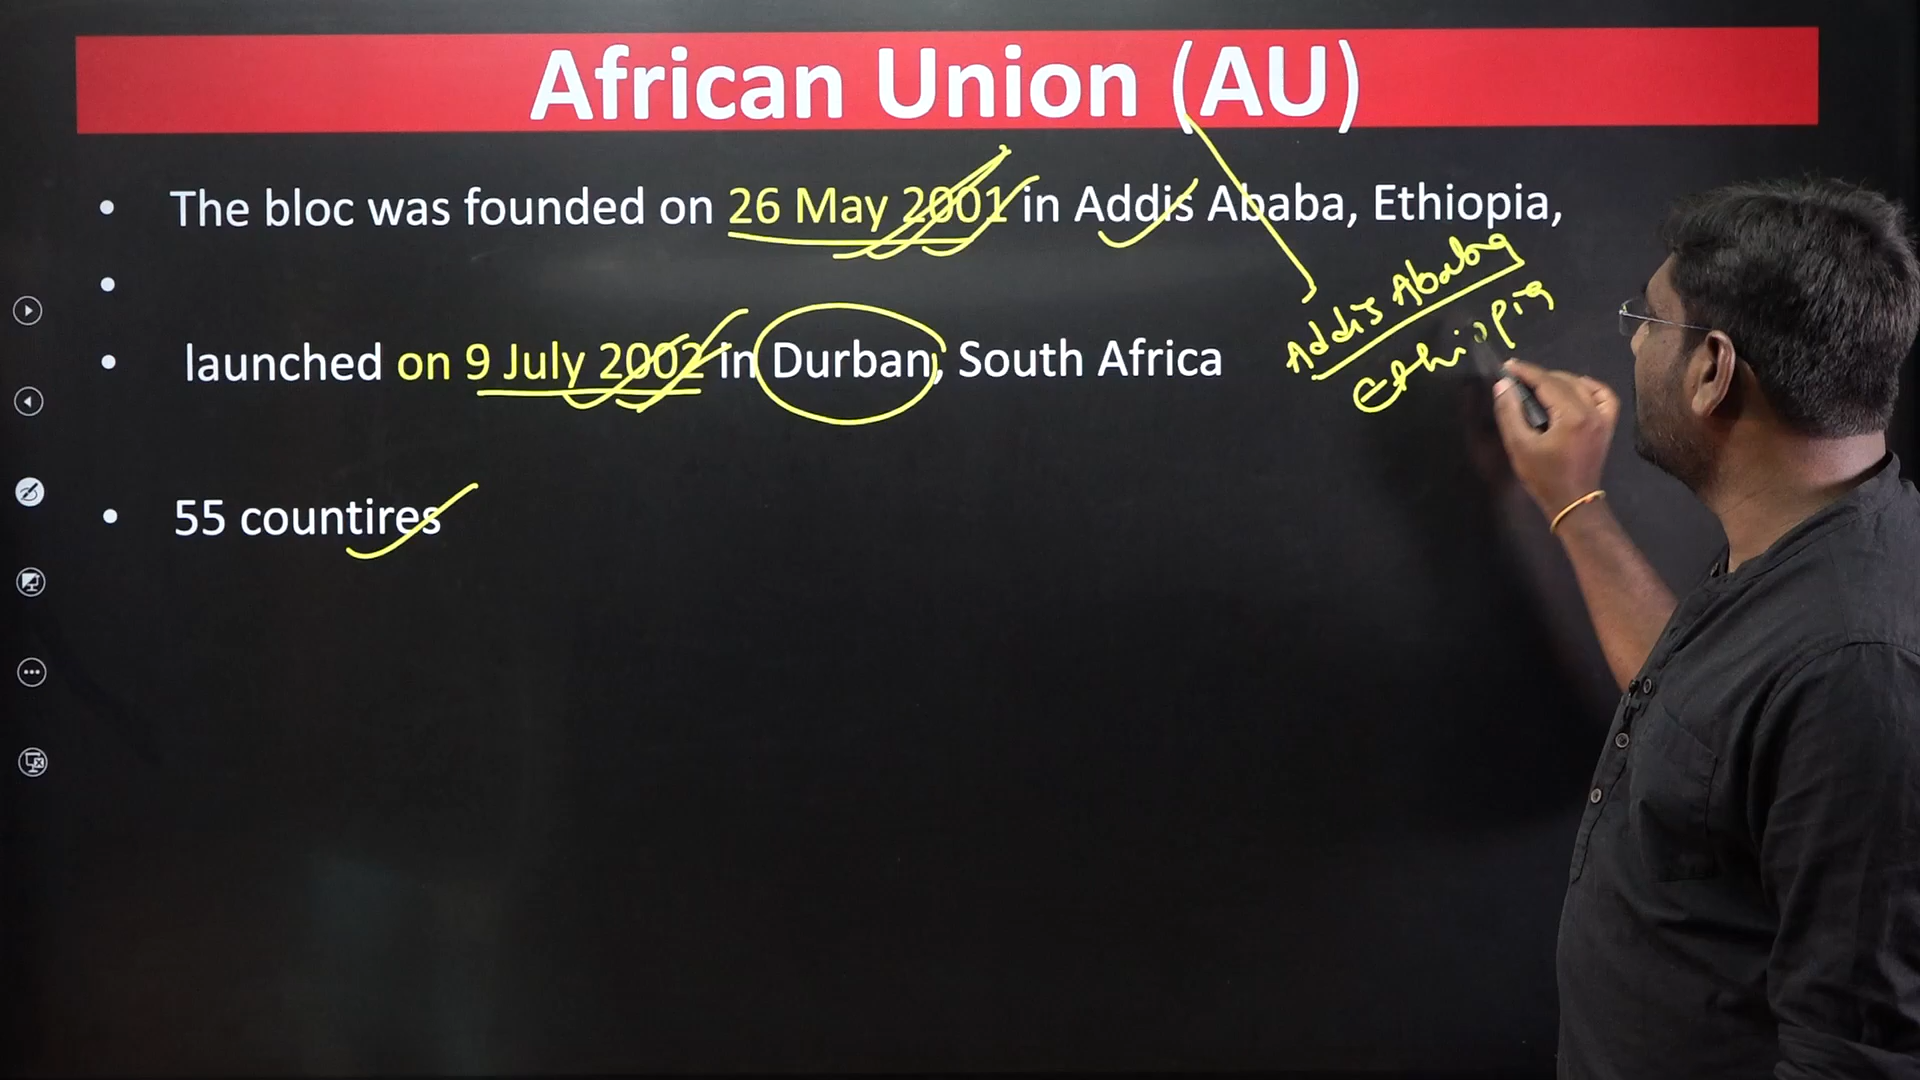 African Union (AU)
• The bloc was founded on 26 May 2001 in Addis Ababa, Ethiopia,
•
• launched on 9 July 2002 in Durban, South Africa
Addis Ababa
Ethiopia
• 55 countires